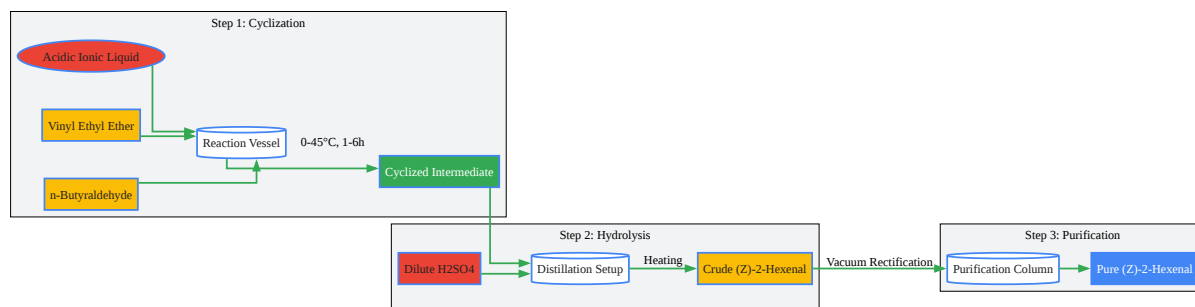 Step 1: Cyclization
Acidic Ionic Liquid
Vinyl Ethyl Ether
Reaction Vessel
0-45°C, 1-6h
n-Butyraldehyde
Cyclized Intermediate
Step 2: Hydrolysis
Dilute H2SO4
Distillation Setup
Heating
Crude (Z)-2-Hexenal
Vacuum Rectification
Step 3: Purification
Purification Column
Pure (Z)-2-Hexenal